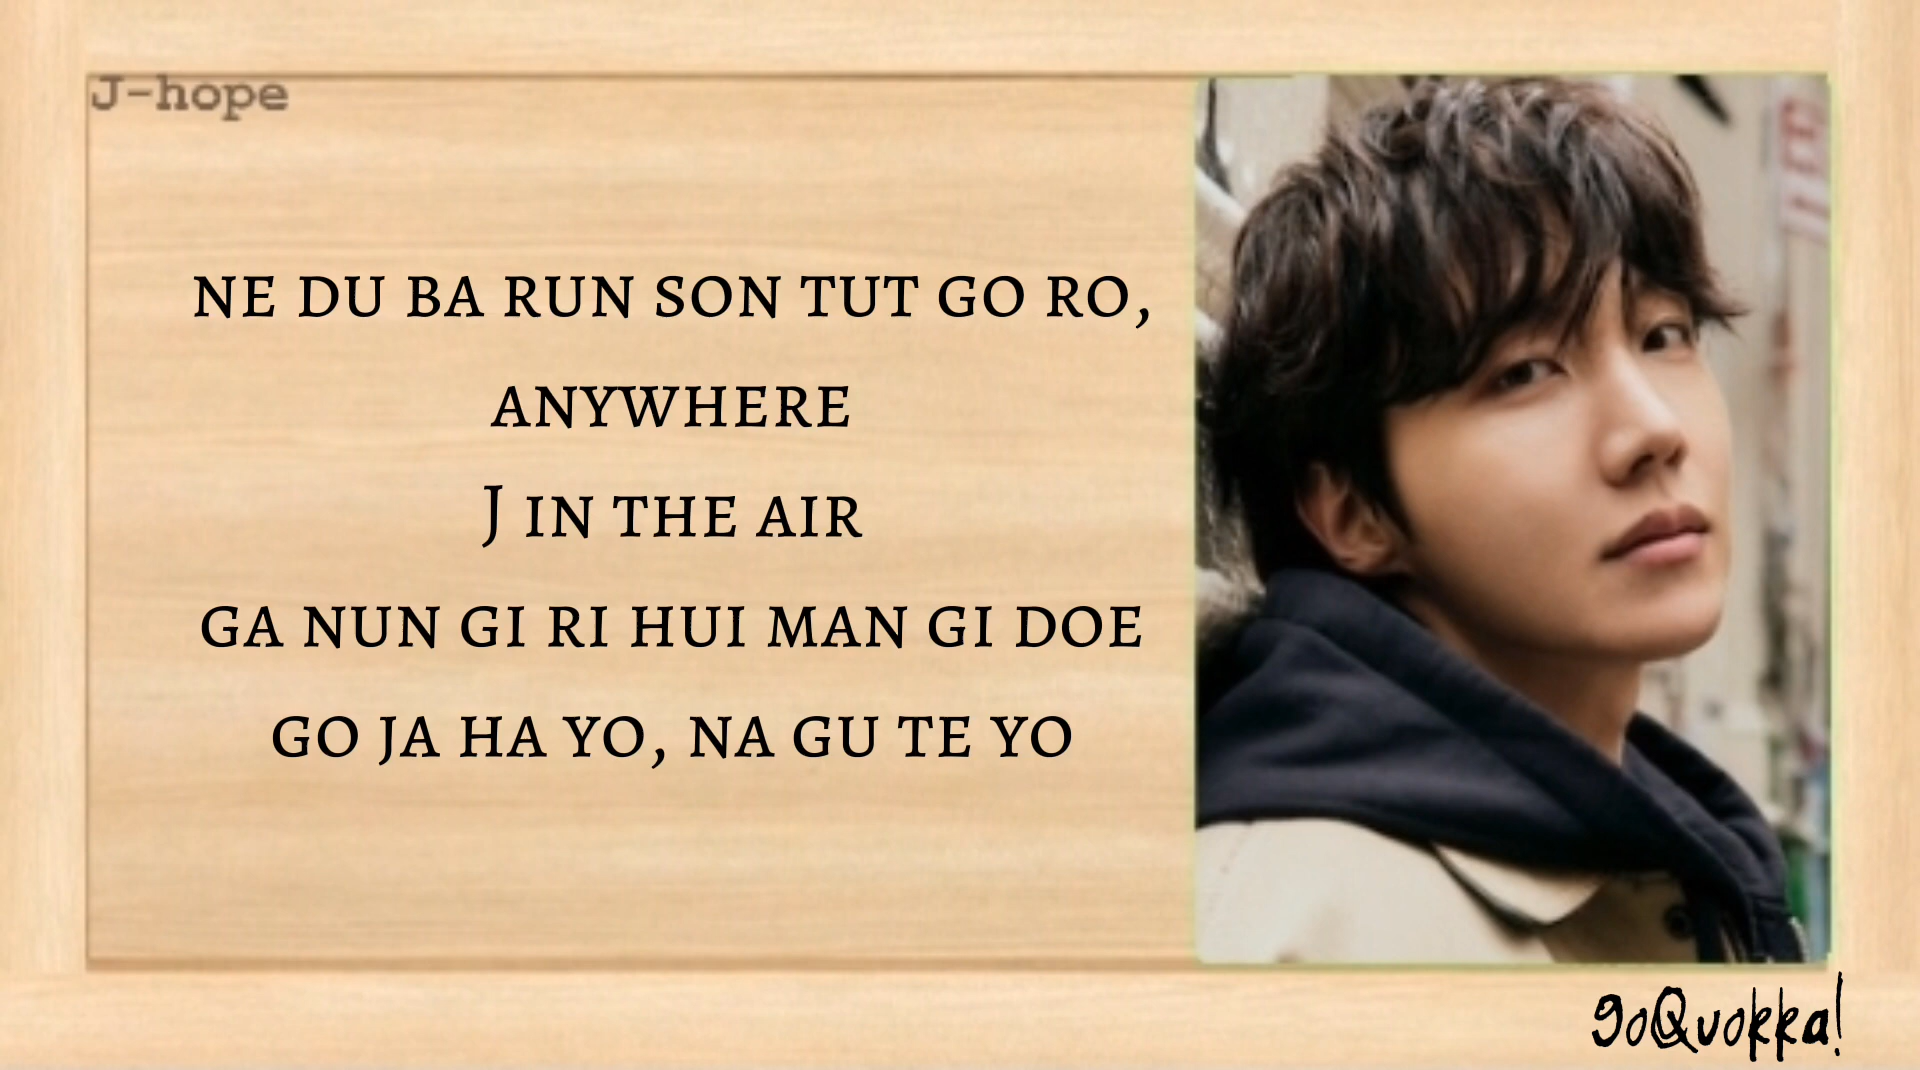 J-hope
NE DU BA RUN SON TUT GO RO,
ANYWHERE
J IN THE AIR
GA NUN GI RI HUI MAN GI DOE
GO JA HA YO, NA GU TE YO
goQuokka!